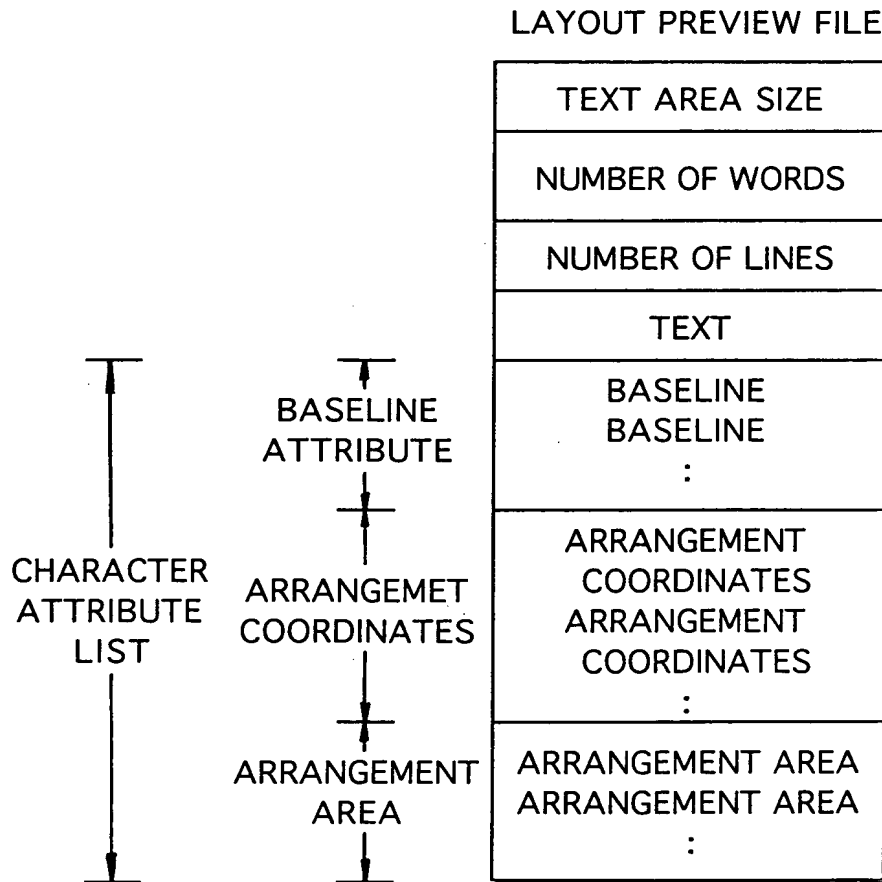 LAYOUT PREVIEW FILE
TEXT AREA SIZE
NUMBER OF WORDS
NUMBER OF LINES
TEXT
BASELINE
BASELINE
:
ARRANGEMENT
COORDINATES
ARRANGEMENT
COORDINATES
:
ARRANGEMENT AREA
ARRANGEMENT AREA
:
BASELINE
ATTRIBUTE
ARRANGEMET
COORDINATES
ARRANGEMENT
AREA
CHARACTER
ATTRIBUTE
LIST